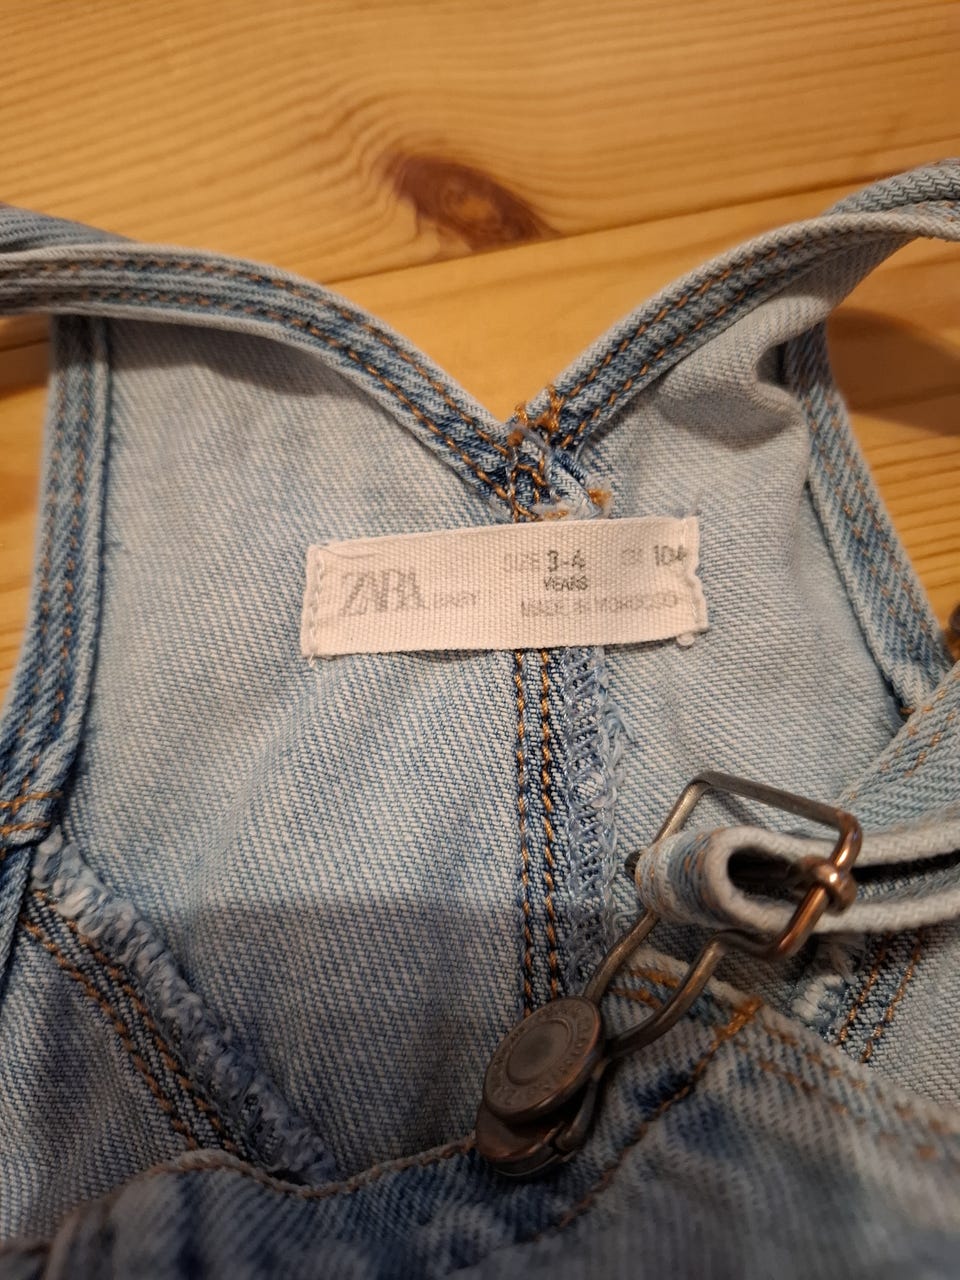 ZARA BABY
SIZE 3-4
YEARS
CM 104
MADE IN MOROCCO